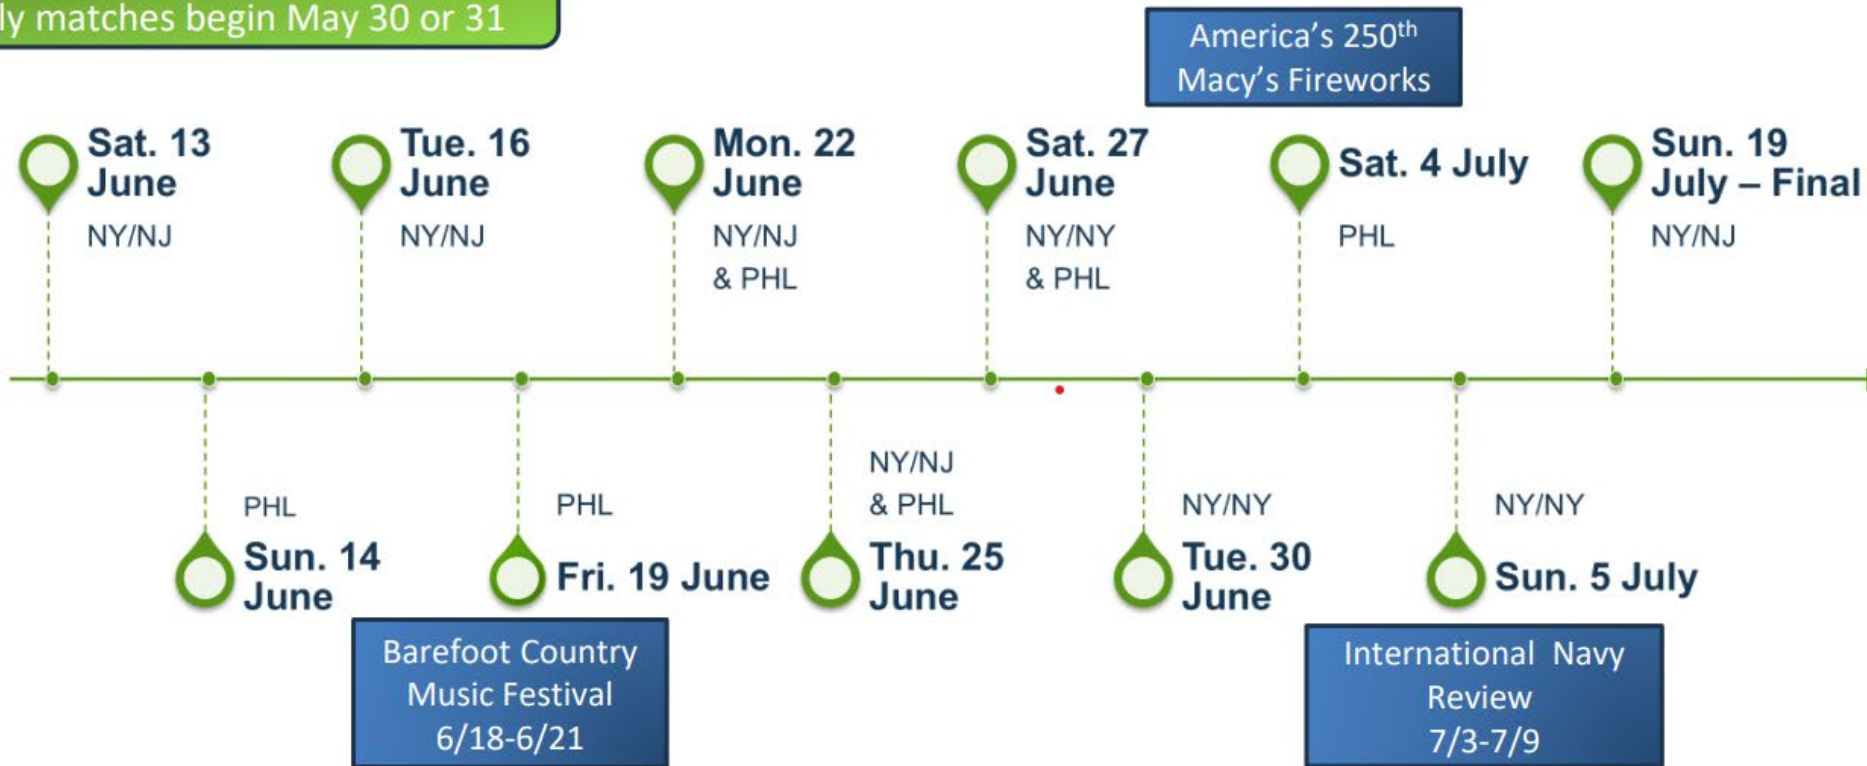 ly matches begin May 30 or 31
America's 250th
Macy's Fireworks
Sat. 13
June
NY/NJ
Tue. 16
June
NY/NJ
Mon. 22
June
NY/NJ
& PHL
Sat. 27
June
NY/NY
& PHL
Sat. 4 July
PHL
Sun. 19
July – Final
NY/NJ
PHL
Sun. 14
June
PHL
Fri. 19 June
NY/NJ
& PHL
Thu. 25
June
NY/NY
Tue. 30
June
NY/NY
Sun. 5 July
Barefoot Country
Music Festival
6/18-6/21
International Navy
Review
7/3-7/9